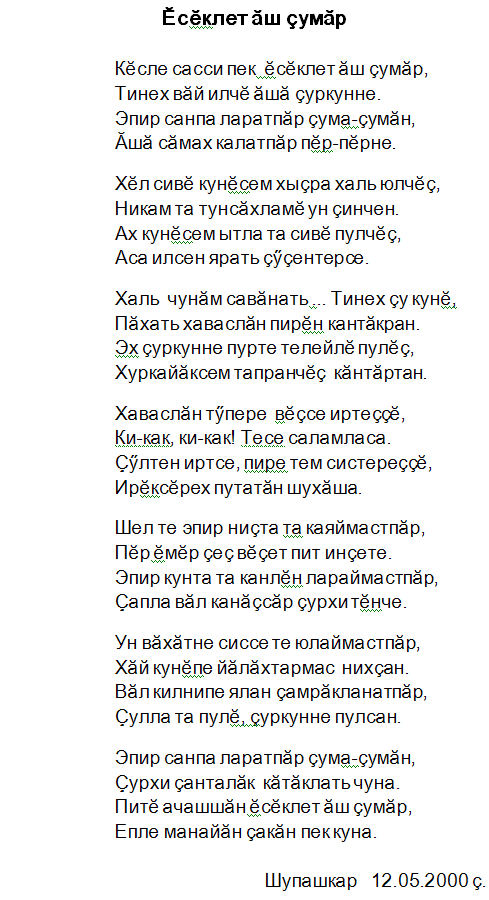 Ĕсĕклет ăш çумăр
Кĕсле сасси пек ĕсĕклет ăш çумăр,
Тинех вăй илчĕ ăшă çуркунне.
Эпир санпа ларатпăр çума-çумăн,
Ăшă сăмах калатпăр пĕр-пĕрне.
Хĕл сивĕ кунĕсем хыçра халь юлчĕç,
Никам та тунсăхламĕ ун çинчен.
Ах кунĕсем ытла та сивĕ пулчĕç,
Аса илсен ярать çӳçентерсе.
Халь чунăм савăнать... Тинех çу кунĕ,
Пăхать хаваслăн пирĕн кантăкран.
Эх çуркунне пурте телейлĕ пулĕç,
Хуркайăксем тапранчĕç кăнтăртан.
Хаваслăн тӳпере вĕçсе иртеççĕ,
Ки-как, ки-как! Тесе саламласа.
Çӳлтен иртсе, пире тем систереççĕ,
Ирĕксĕрех путатăн шухăша.
Шел те эпир ниçта та каяймастпăр,
Пĕр ĕмĕр çеç вĕçет пит инçете.
Эпир кунта та канлĕн лараймастпăр,
Çапла вăл канăçсăр çурхи тĕнче.
Ун вăхăтне сиссе те юлаймастпăр,
Хăй кунĕпе йăлăхтармас нихçан.
Вăл килнипе ялан çамрăкланатпăр,
Çулла та пулĕ, çуркунне пулсан.
Эпир санпа ларатпăр çума-çумăн,
Çурхи çанталăк кăтăклать чуна.
Питĕ ачашшăн ĕсĕклет ăш çумăр,
Епле манайăн çакăн пек куна.
Шупашкар 12.05.2000 ç.